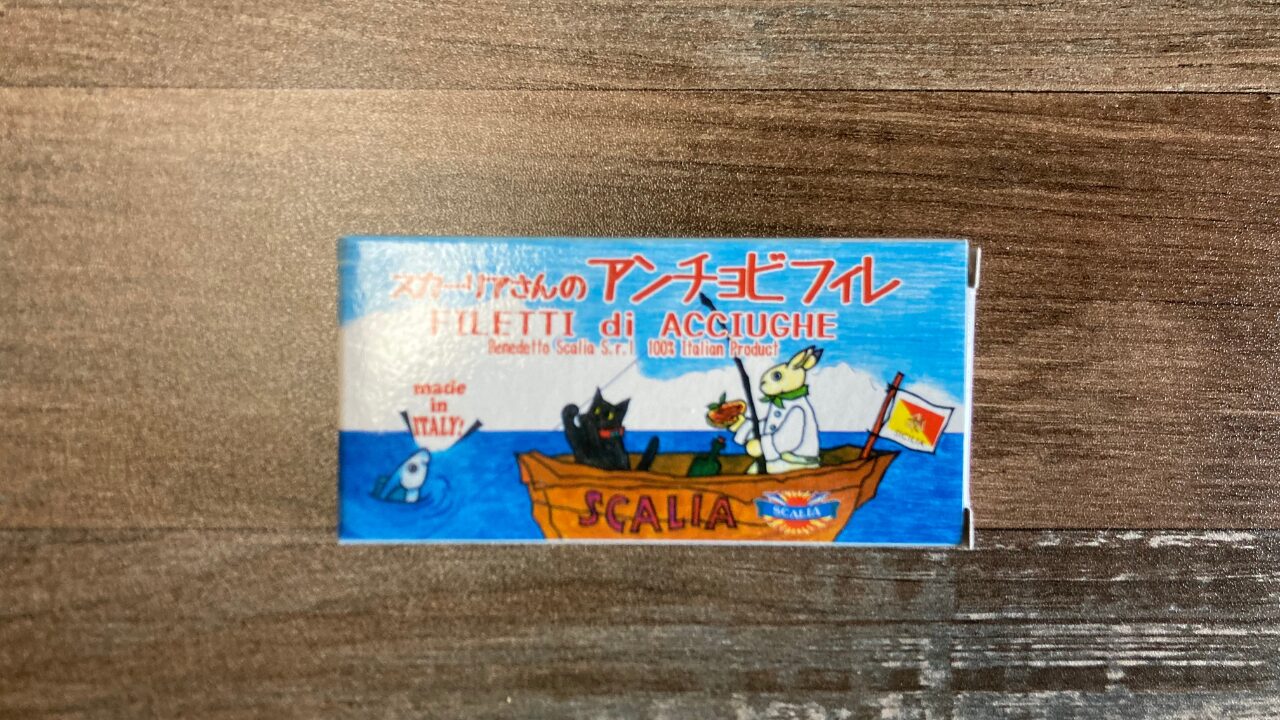 スカーリアさんのアンチョビフィレ
FILETTI di ACCIUGHE
Benedetto Scalia S.r.l 100% Italian Product
made
in
ITALY!
SICILIA
SCALIA
SCALIA